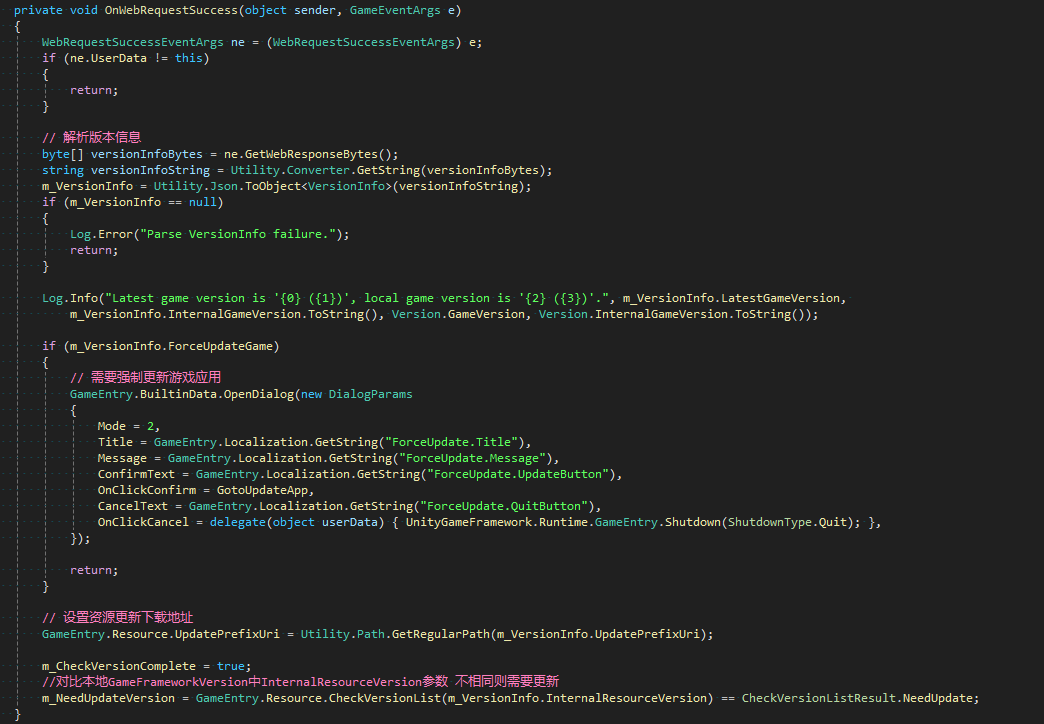 private void OnWebRequestSuccess(object sender, GameEventArgs e)
{
WebRequestSuccessEventArgs ne = (WebRequestSuccessEventArgs) e;
if (ne.UserData != this)
{
return;
}
// 解析版本信息
byte[] versionInfoBytes = ne.GetWebResponseBytes();
string versionInfoString = Utility.Converter.GetString(versionInfoBytes);
m_VersionInfo = Utility.Json.ToObject<VersionInfo>(versionInfoString);
if (m_VersionInfo == null)
{
Log.Error("Parse VersionInfo failure.");
return;
}
Log.Info("Latest game version is '{0} ({1})', local game version is '{2} ({3})'.", m_VersionInfo.LatestGameVersion,
m_VersionInfo.InternalGameVersion.ToString(), Version.GameVersion, Version.InternalGameVersion.ToString());
if (m_VersionInfo.ForceUpdateGame)
{
// 需要强制更新游戏应用
GameEntry.BuiltinData.OpenDialog(new DialogParams
{
Mode = 2,
Title = GameEntry.Localization.GetString("ForceUpdate.Title"),
Message = GameEntry.Localization.GetString("ForceUpdate.Message"),
ConfirmText = GameEntry.Localization.GetString("ForceUpdate.UpdateButton"),
OnClickConfirm = GotoUpdateApp,
CancelText = GameEntry.Localization.GetString("ForceUpdate.QuitButton"),
OnClickCancel = delegate(object userData) { UnityGameFramework.Runtime.GameEntry.Shutdown(ShutdownType.Quit); },
});
return;
}
// 设置资源更新下载地址
GameEntry.Resource.UpdatePrefixUri = Utility.Path.GetRegularPath(m_VersionInfo.UpdatePrefixUri);
m_CheckVersionComplete = true;
//对比本地GameFrameworkVersion中InternalResourceVersion参数 不相同则需要更新
m_NeedUpdateVersion = GameEntry.Resource.CheckVersionList(m_VersionInfo.InternalResourceVersion) == CheckVersionListResult.NeedUpdate;
}